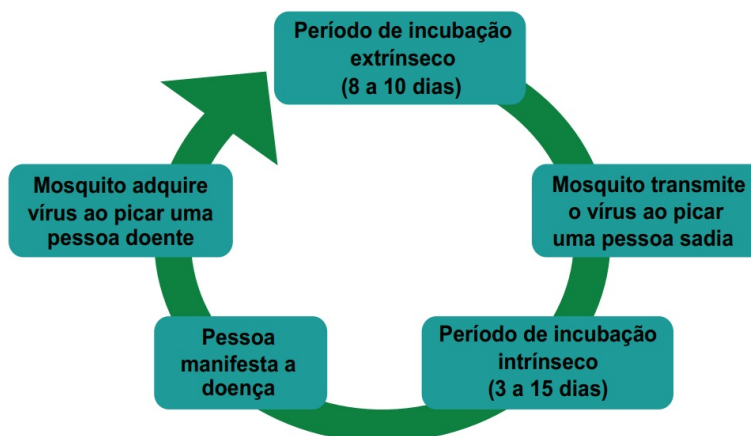 Período de incubação
extrínseco
(8 a 10 dias)
Mosquito transmite
o vírus ao picar
uma pessoa sadia
Período de incubação
intrínseco
(3 a 15 dias)
Pessoa
manifesta a
doença
Mosquito adquire
vírus ao picar uma
pessoa doente